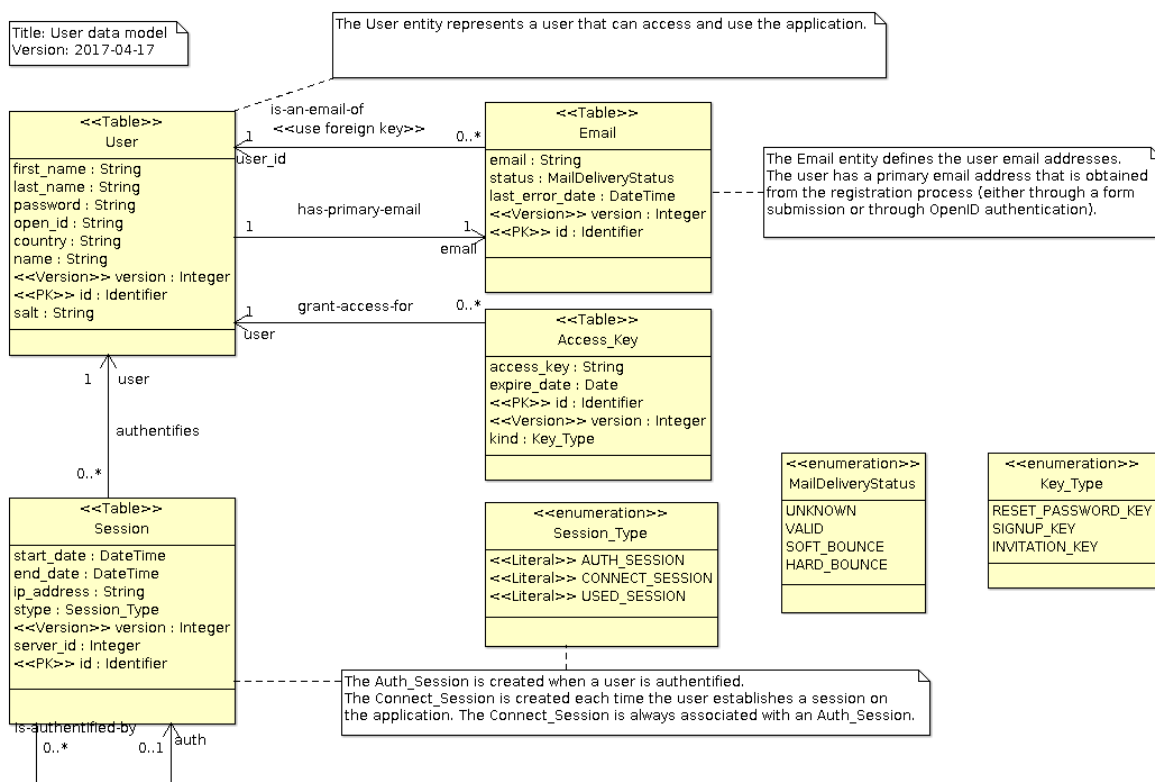 Title: User data model
Version: 2017-04-17
The User entity represents a user that can access and use the application.
<<Table>>
User
first_name : String
last_name : String
password : String
open_id : String
country : String
name : String
<<Version>> version : Integer
<<PK>> id : Identifier
salt : String
is-an-email-of
<<use foreign key>>
1
0..*
user_id
has-primary-email
1
1
email
grant-access-for
1
0..*
user
<<Table>>
Email
email : String
status : MailDeliveryStatus
last_error_date : DateTime
<<Version>> version : Integer
<<PK>> id : Identifier
The Email entity defines the user email addresses.
The user has a primary email address that is obtained
from the registration process (either through a form
submission or through OpenID authentication).
<<Table>>
Access_Key
access_key : String
expire_date : Date
<<PK>> id : Identifier
<<Version>> version : Integer
kind : Key_Type
1
user
authentifies
0..*
<<Table>>
Session
start_date : DateTime
end_date : DateTime
ip_address : String
stype : Session_Type
<<Version>> version : Integer
server_id : Integer
<<PK>> id : Identifier
is-authentified-by
0..*
0..1
auth
<<enumeration>>
Session_Type
<<Literal>> AUTH_SESSION
<<Literal>> CONNECT_SESSION
<<Literal>> USED_SESSION
<<enumeration>>
MailDeliveryStatus
UNKNOWN
VALID
SOFT_BOUNCE
HARD_BOUNCE
<<enumeration>>
Key_Type
RESET_PASSWORD_KEY
SIGNUP_KEY
INVITATION_KEY
The Auth_Session is created when a user is authentified.
The Connect_Session is created each time the user establishes a session on
the application. The Connect_Session is always associated with an Auth_Session.